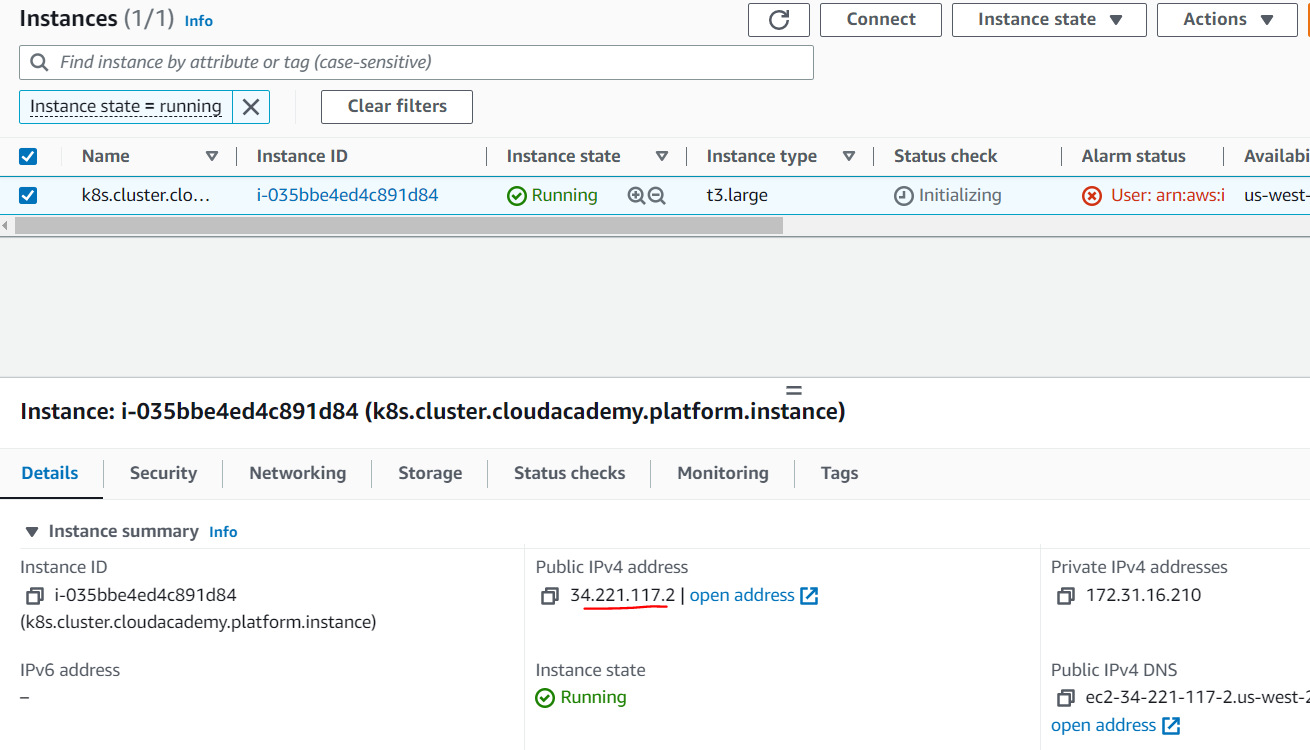 Instances (1/1) Info
Connect
Instance state
Actions
Find instance by attribute or tag (case-sensitive)
Instance state = running
Clear filters
Name Instance ID Instance state Instance type Status check Alarm status Availabi
k8s.cluster.clo… i-035bbe4ed4c891d84 Running t3.large Initializing User: arn:aws:i us-west-
Instance: i-035bbe4ed4c891d84 (k8s.cluster.cloudacademy.platform.instance)
Details Security Networking Storage Status checks Monitoring Tags
Instance summary Info
Instance ID
i-035bbe4ed4c891d84
(k8s.cluster.cloudacademy.platform.instance)
Public IPv4 address
34.221.117.2 | open address
Private IPv4 addresses
172.31.16.210
IPv6 address
–
Instance state
Running
Public IPv4 DNS
ec2-34-221-117-2.us-west-2
open address